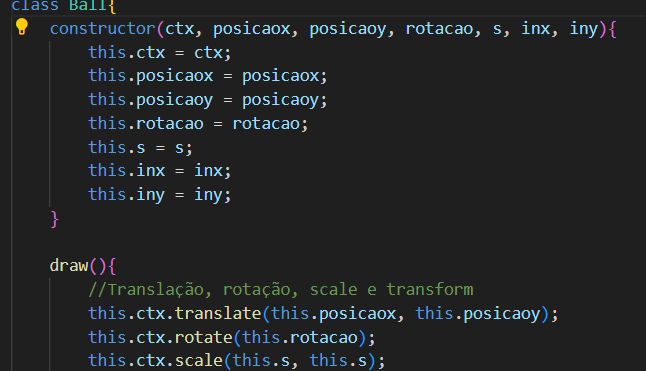 class Ball{
constructor(ctx, posicaox, posicaoy, rotacao, s, inx, iny){
this.ctx = ctx;
this.posicaox = posicaox;
this.posicaoy = posicaoy;
this.rotacao = rotacao;
this.s = s;
this.inx = inx;
this.iny = iny;
}
draw(){
//Translação, rotação, scale e transform
this.ctx.translate(this.posicaox, this.posicaoy);
this.ctx.rotate(this.rotacao);
this.ctx.scale(this.s, this.s);